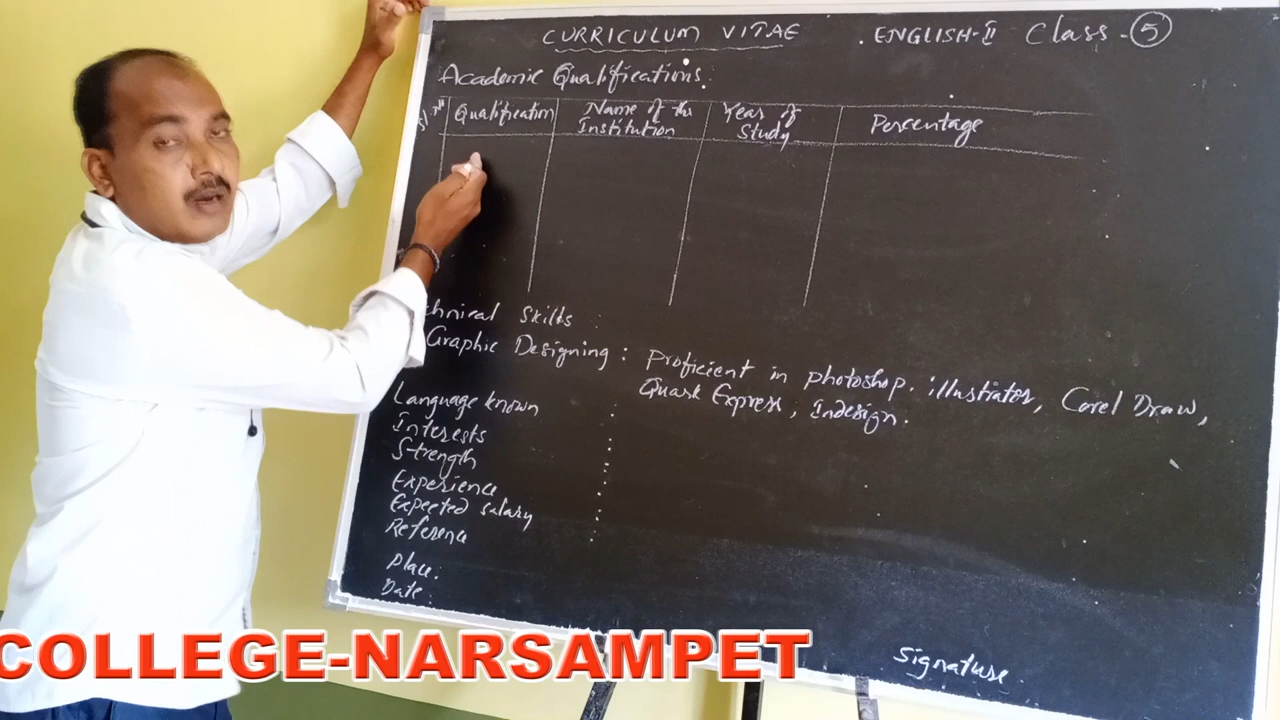 CURRICULUM VITAE . ENGLISH-II Class - 5
Academic Qualifications:
Sl.No Qualification Name of the Institution Year of Study Percentage
chnical Skills :
Graphic Designing : Proficient in photoshop. illustrator, Corel Draw,
Quark Express, Indesign.
Language known :
Interests :
Strength :
Experience :
Expected salary :
Reference :
Place:
Date:
Signature.
COLLEGE-NARSAMPET